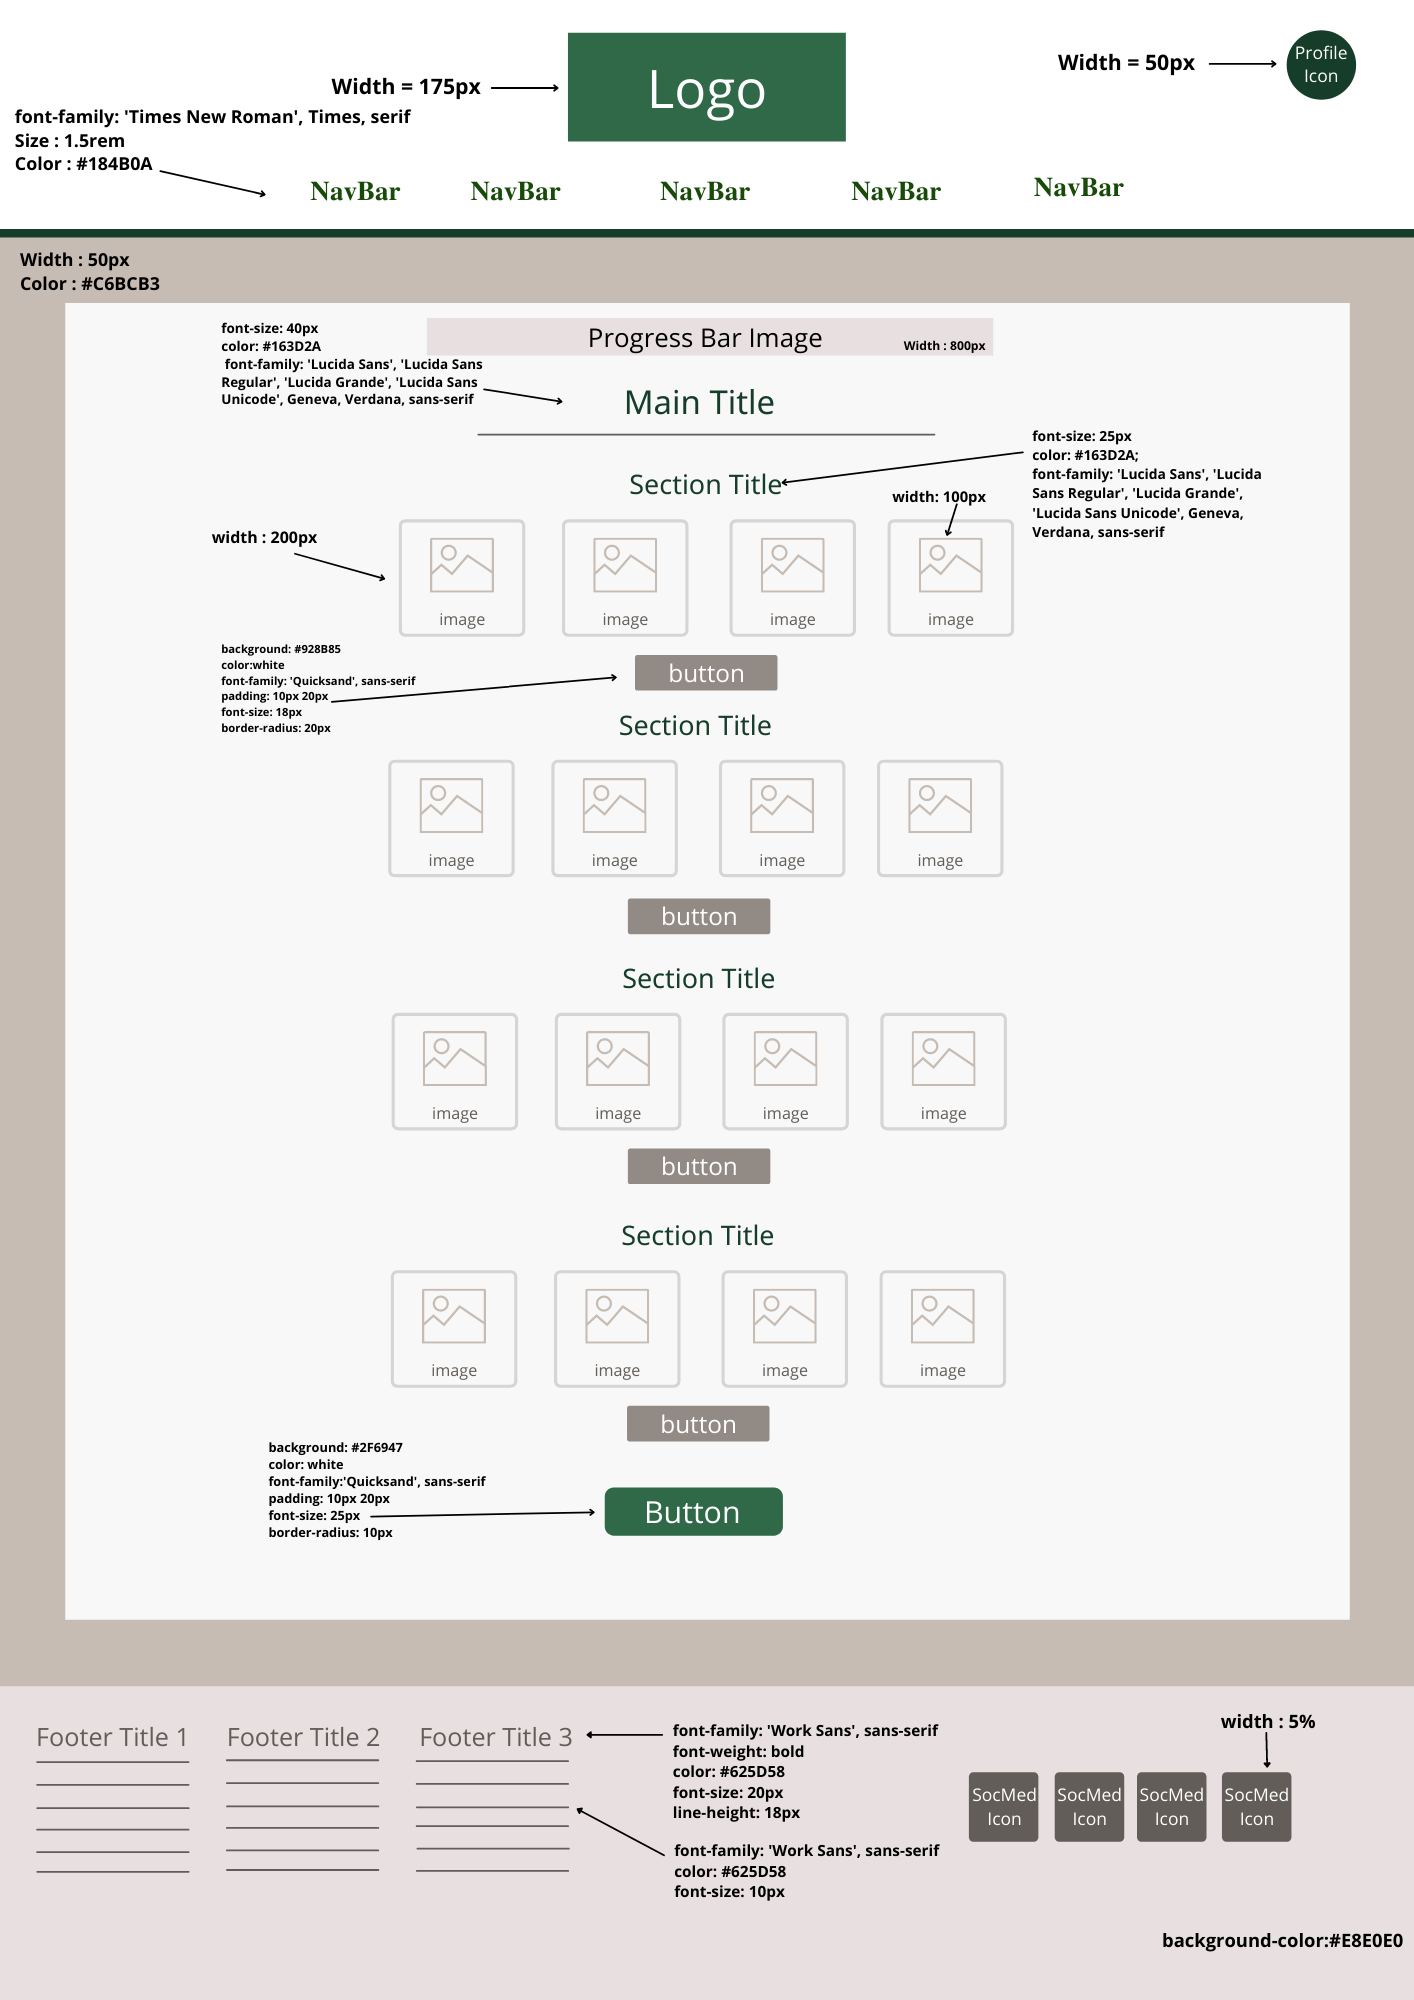 Logo
Profile
Icon
Width = 50px
Width = 175px
font-family: 'Times New Roman', Times, serif
Size : 1.5rem
Color : #184B0A
NavBar NavBar NavBar NavBar NavBar
Width : 50px
Color : #C6BCB3
font-size: 40px
color: #163D2A
font-family: 'Lucida Sans', 'Lucida Sans
Regular', 'Lucida Grande', 'Lucida Sans
Unicode', Geneva, Verdana, sans-serif
Progress Bar Image
Width : 800px
Main Title
font-size: 25px
color: #163D2A;
font-family: 'Lucida Sans', 'Lucida
Sans Regular', 'Lucida Grande',
'Lucida Sans Unicode', Geneva,
Verdana, sans-serif
Section Title
width: 100px
width : 200px
image image image image
background: #928B85
color:white
font-family: 'Quicksand', sans-serif
padding: 10px 20px
font-size: 18px
border-radius: 20px
button
Section Title
image image image image
button
Section Title
image image image image
button
Section Title
image image image image
button
background: #2F6947
color: white
font-family:'Quicksand', sans-serif
padding: 10px 20px
font-size: 25px
border-radius: 10px
Button
Footer Title 1 Footer Title 2 Footer Title 3
font-family: 'Work Sans', sans-serif
font-weight: bold
color: #625D58
font-size: 20px
line-height: 18px
font-family: 'Work Sans', sans-serif
color: #625D58
font-size: 10px
width : 5%
SocMed SocMed SocMed SocMed
Icon Icon Icon Icon
background-color:#E8E0E0